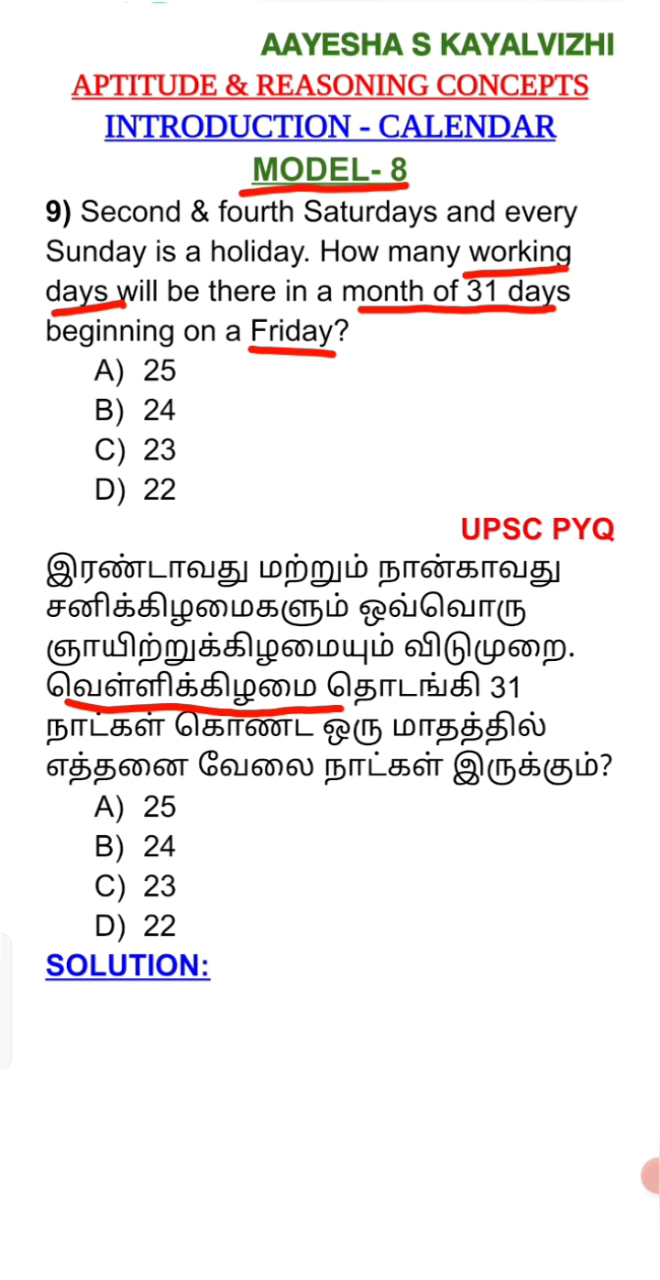 AAYESHA S KAYALVIZHI
APTITUDE & REASONING CONCEPTS
INTRODUCTION - CALENDAR
MODEL- 8
9) Second & fourth Saturdays and every
Sunday is a holiday. How many working
days will be there in a month of 31 days
beginning on a Friday?
A) 25
B) 24
C) 23
D) 22
UPSC PYQ
இரண்டாவது மற்றும் நான்காவது
சனிக்கிழமைகளும் ஒவ்வொரு
ஞாயிற்றுக்கிழமையும் விடுமுறை.
வெள்ளிக்கிழமை தொடங்கி 31
நாட்கள் கொண்ட ஒரு மாதத்தில்
எத்தனை வேலை நாட்கள் இருக்கும்?
A) 25
B) 24
C) 23
D) 22
SOLUTION: